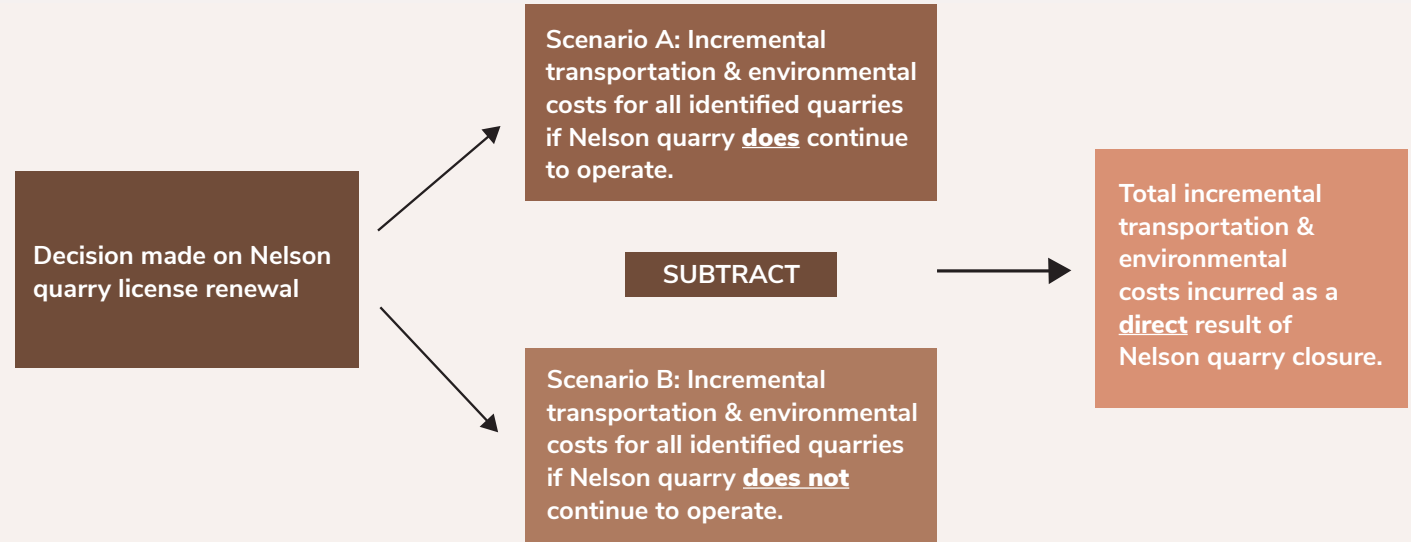 Decision made on Nelson
quarry license renewal
Scenario A: Incremental
transportation & environmental
costs for all identified quarries
if Nelson quarry does continue
to operate.
SUBTRACT
Scenario B: Incremental
transportation & environmental
costs for all identified quarries
if Nelson quarry does not
continue to operate.
Total incremental
transportation &
environmental
costs incurred as a
direct result of
Nelson quarry closure.